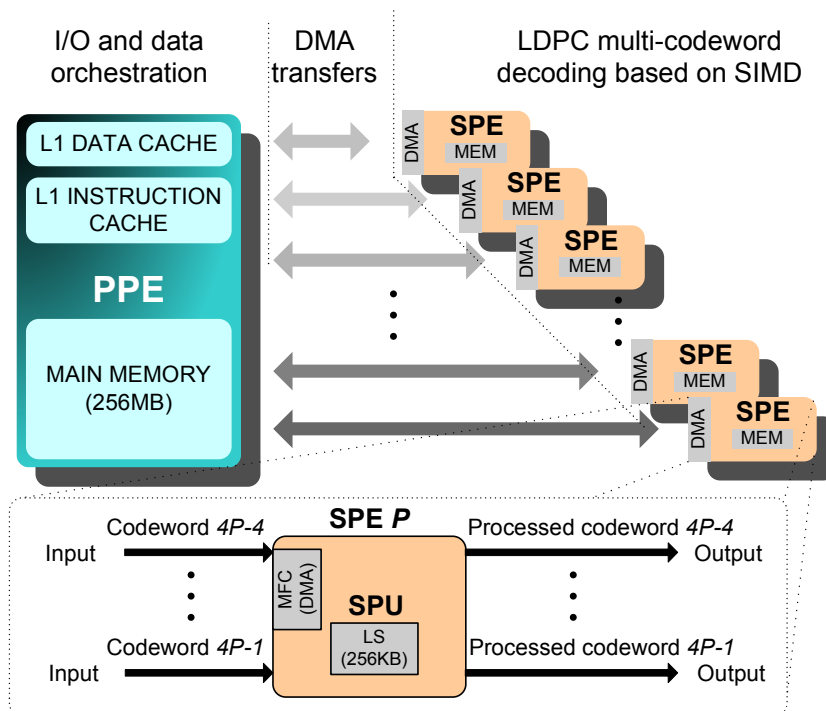 I/O and data
orchestration
DMA
transfers
LDPC multi-codeword
decoding based on SIMD
L1 DATA CACHE
L1 INSTRUCTION
CACHE
PPE
MAIN MEMORY
(256MB)
DMA
SPE
MEM
DMA
SPE
MEM
DMA
SPE
MEM
DMA
SPE
MEM
DMA
SPE
MEM
SPE P
Codeword 4P-4
Processed codeword 4P-4
Input
Output
MFC
(DMA)
SPU
LS
(256KB)
Codeword 4P-1
Processed codeword 4P-1
Input
Output